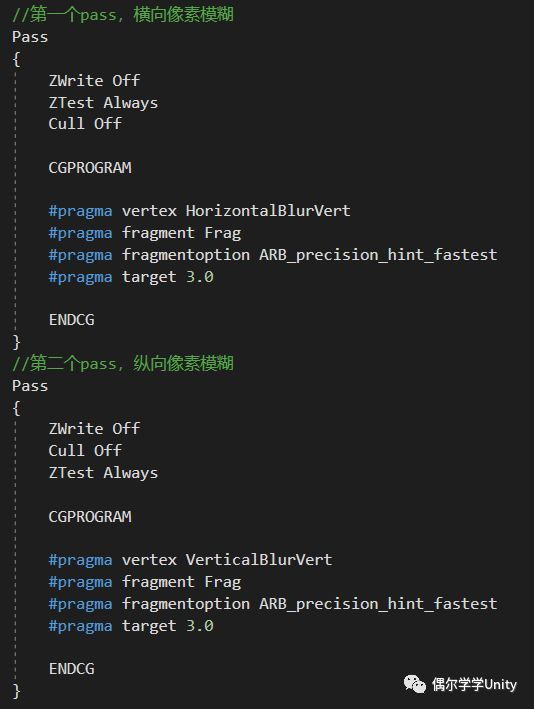 //第一个pass，横向像素模糊
Pass
{
    ZWrite Off
    ZTest Always
    Cull Off

    CGPROGRAM

    #pragma vertex HorizontalBlurVert
    #pragma fragment Frag
    #pragma fragmentoption ARB_precision_hint_fastest
    #pragma target 3.0

    ENDCG
}
//第二个pass，纵向像素模糊
Pass
{
    ZWrite Off
    Cull Off
    ZTest Always

    CGPROGRAM

    #pragma vertex VerticalBlurVert
    #pragma fragment Frag
    #pragma fragmentoption ARB_precision_hint_fastest
    #pragma target 3.0

    ENDCG
}
偶尔学学Unity